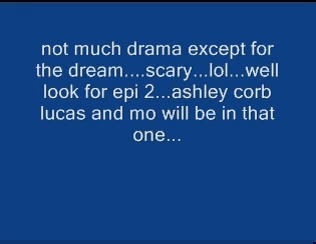 not much drama except for
the dream....scary...lol...well
look for epi 2...ashley corb
lucas and mo will be in that
one...